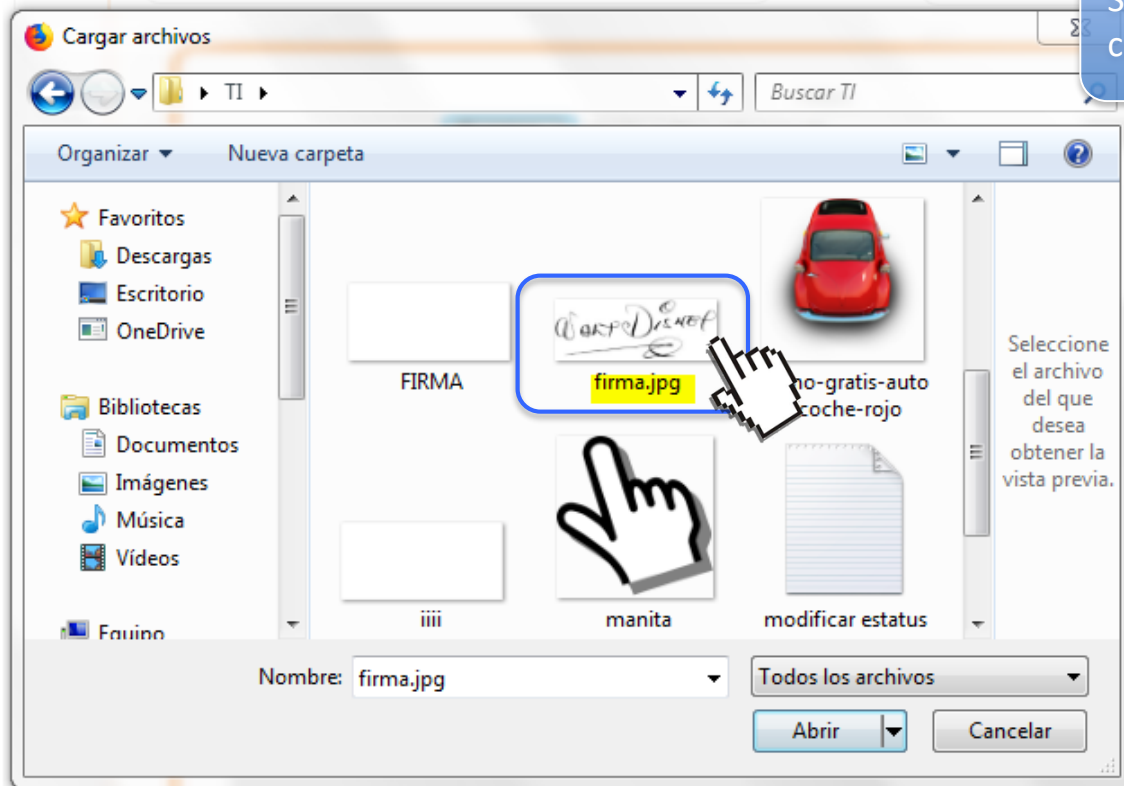 Cargar archivos
TI
Buscar TI
Organizar
Nueva carpeta
Favoritos
Descargas
Escritorio
OneDrive
Bibliotecas
Documentos
Imágenes
Música
Vídeos
Equipo
FIRMA
firma.jpg
no-gratis-auto
coche-rojo
iiii
manita
modificar estatus
Seleccione
el archivo
del que
desea
obtener la
vista previa.
Nombre:
firma.jpg
Todos los archivos
Abrir
Cancelar